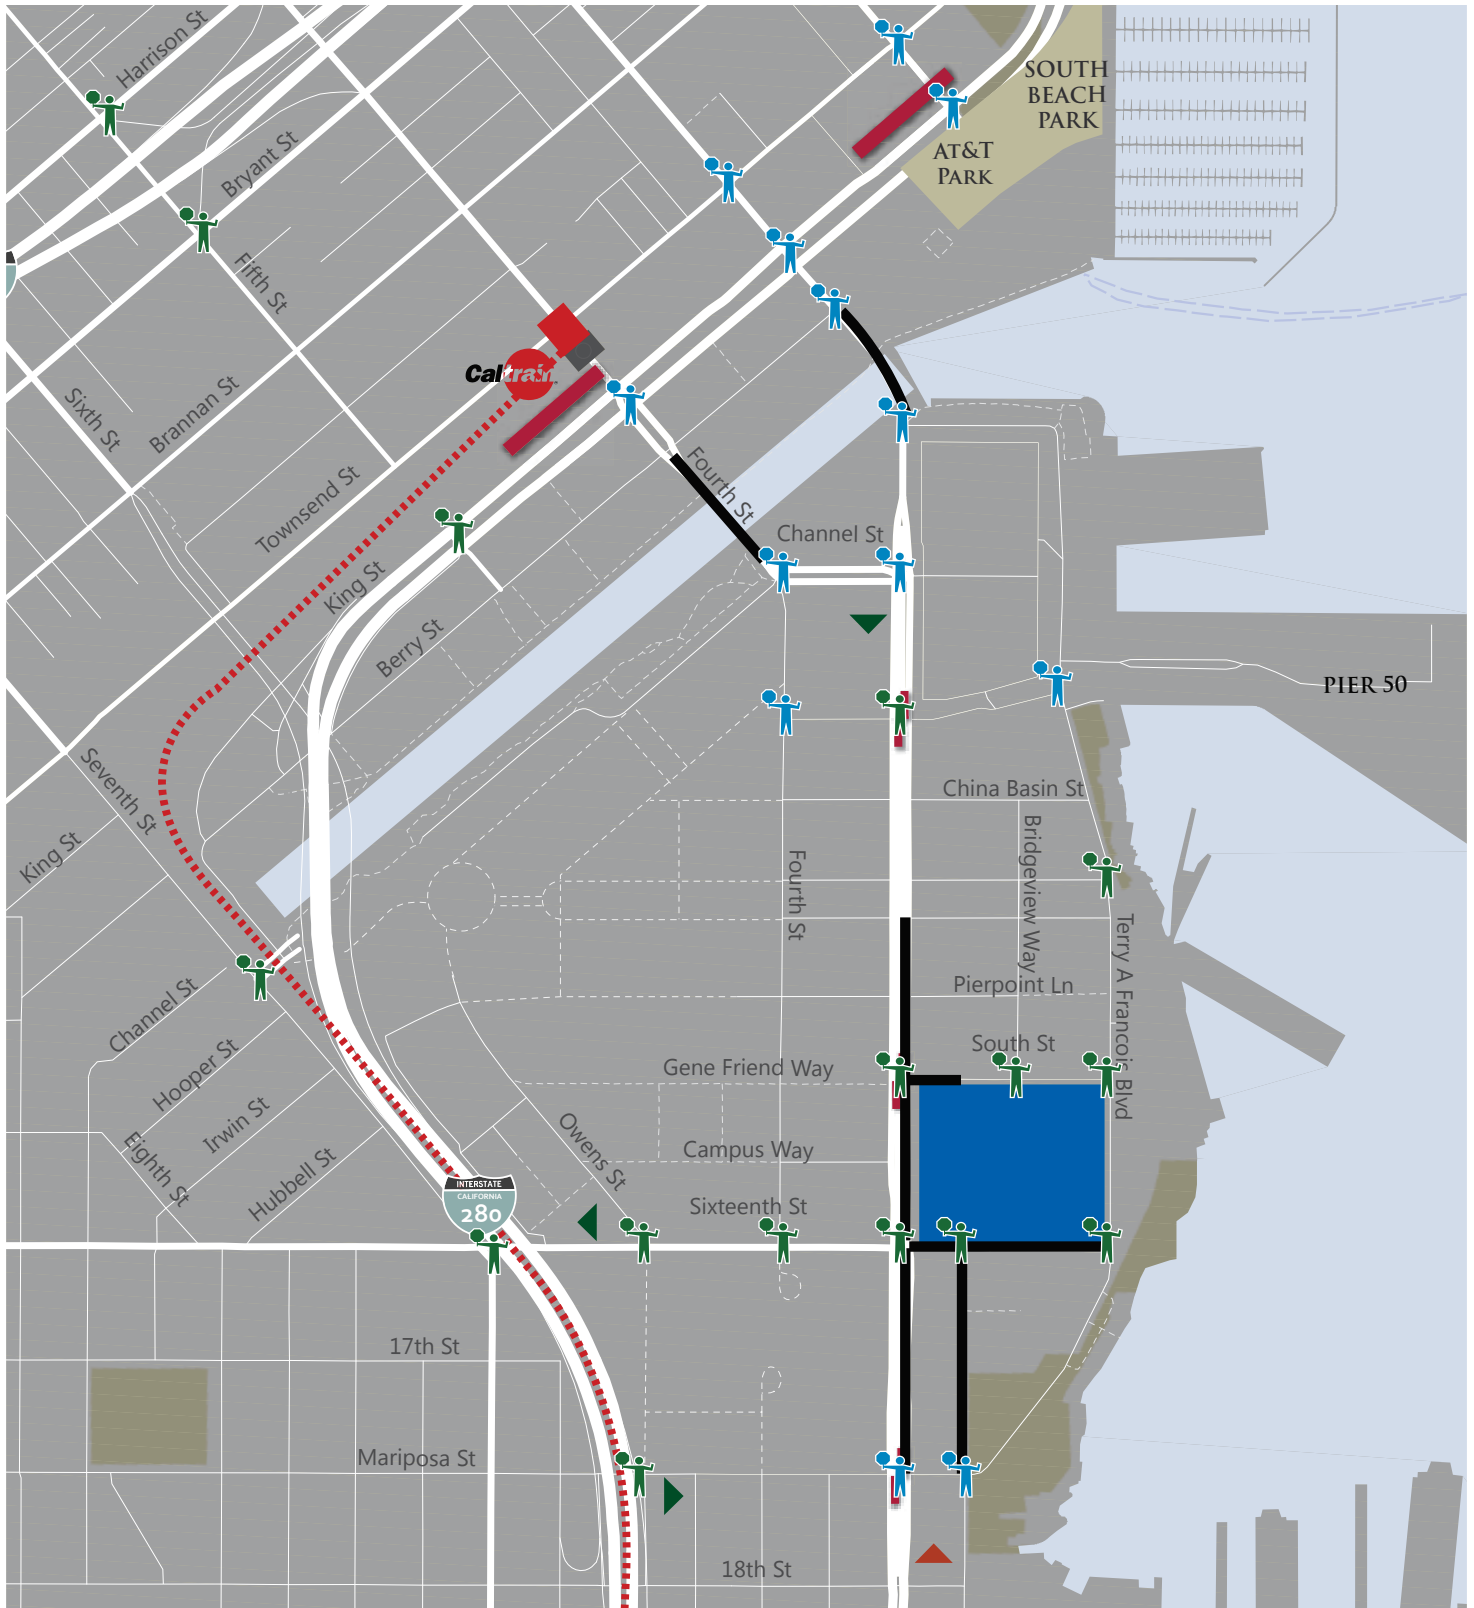 Harrison St
SOUTH
BEACH
PARK
AT&T
PARK
Bryant St
Fifth St
Caltrain
Sixth St
Brannan St
Townsend St
Fourth St
Channel St
King St
Berry St
PIER 50
Seventh St
King St
China Basin St
Bridgeview Way
Fourth St
Terry A Francois Blvd
Channel St
Pierpoint Ln
Hooper St
South St
Gene Friend Way
Irwin St
Eighth St
Hubbell St
Owens St
Campus Way
INTERSTATE
CALIFORNIA
280
Sixteenth St
17th St
Mariposa St
18th St